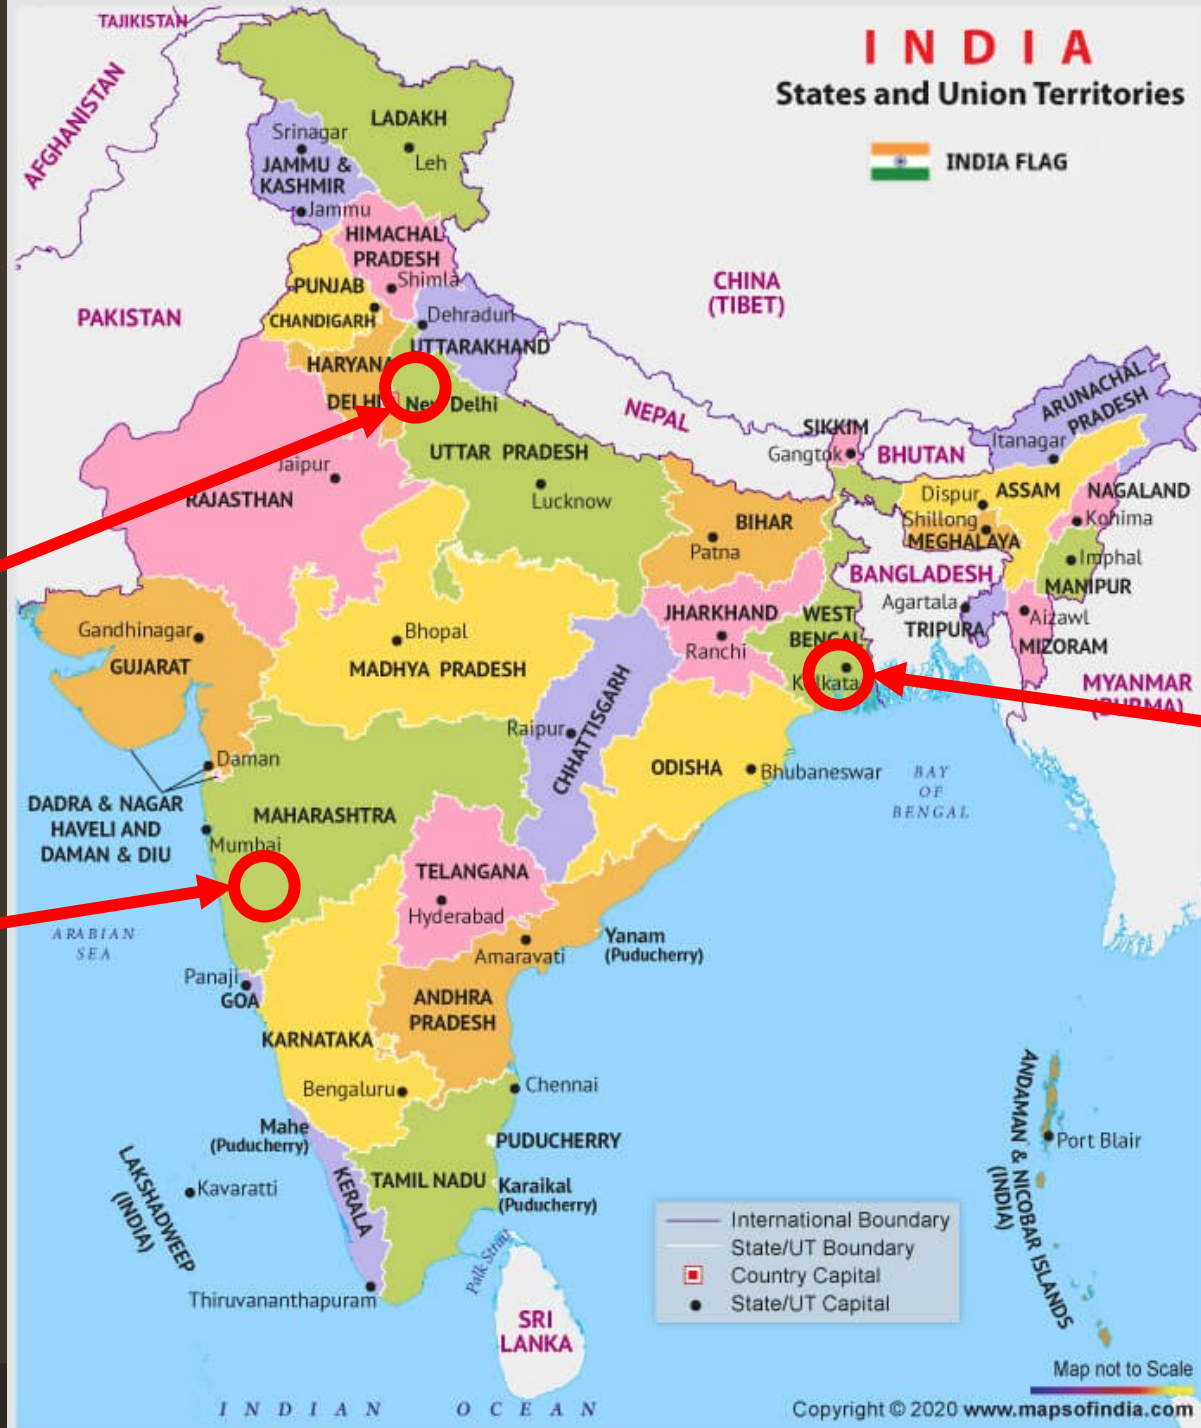 TAJIKISTAN
INDIA
States and Union Territories
AFGHANISTAN
LADAKH
Srinagar
Leh
INDIA FLAG
JAMMU &
KASHMIR
Jammu
HIMACHAL
PRADESH
Shimla
PUNJAB
CHINA
(TIBET)
PAKISTAN
CHANDIGARH
Dehradun
UTTARAKHAND
HARYANA
DELHI
New Delhi
NEPAL
ARUNACHAL
PRADESH
SIKKIM
Gangtok
BHUTAN
Itanagar
UTTAR PRADESH
Jaipur
RAJASTHAN
Lucknow
Dispur
ASSAM
NAGALAND
BIHAR
Shillong
Kohima
MEGHALAYA
Patna
Imphal
BANGLADESH
MANIPUR
JHARKHAND
WEST
BENGAL
Agartala
Aizawl
TRIPURA
Gandhinagar
Bhopal
Ranchi
MIZORAM
GUJARAT
MADHYA PRADESH
Kolkata
MYANMAR
(BURMA)
CHHATTISGARH
Raipur
Daman
ODISHA
Bhubaneswar
BAY
OF
BENGAL
DADRA & NAGAR
HAVELI AND
DAMAN & DIU
MAHARASHTRA
Mumbai
TELANGANA
Hyderabad
ARABIAN
SEA
Yanam
(Puducherry)
Amaravati
Panaji
GOA
ANDHRA
PRADESH
KARNATAKA
Bengaluru
Chennai
Mahe
(Puducherry)
PUDUCHERRY
Port Blair
ANDAMAN & NICOBAR ISLANDS
(INDIA)
LAKSHADWEEP
(INDIA)
Kavaratti
KERALA
TAMIL NADU
Karaikal
(Puducherry)
Palk Strait
Thiruvananthapuram
SRI
LANKA
International Boundary
State/UT Boundary
Country Capital
State/UT Capital
Map not to Scale
INDIAN OCEAN
Copyright © 2020 www.mapsofindia.com